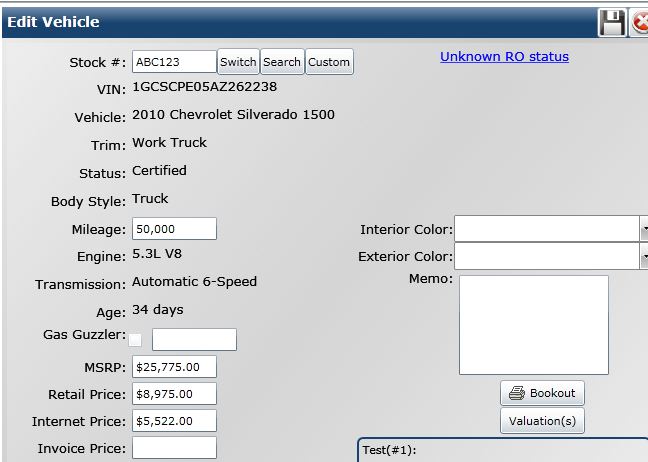 Edit Vehicle
Stock #: ABC123 Switch Search Custom Unknown RO status
VIN: 1GCSCPE05AZ262238
Vehicle: 2010 Chevrolet Silverado 1500
Trim: Work Truck
Status: Certified
Body Style: Truck
Mileage: 50,000 Interior Color:
Engine: 5.3L V8 Exterior Color:
Transmission: Automatic 6-Speed Memo:
Age: 34 days
Gas Guzzler:
MSRP: $25,775.00
Retail Price: $8,975.00 Bookout
Internet Price: $5,522.00 Valuation(s)
Invoice Price: Test(#1):